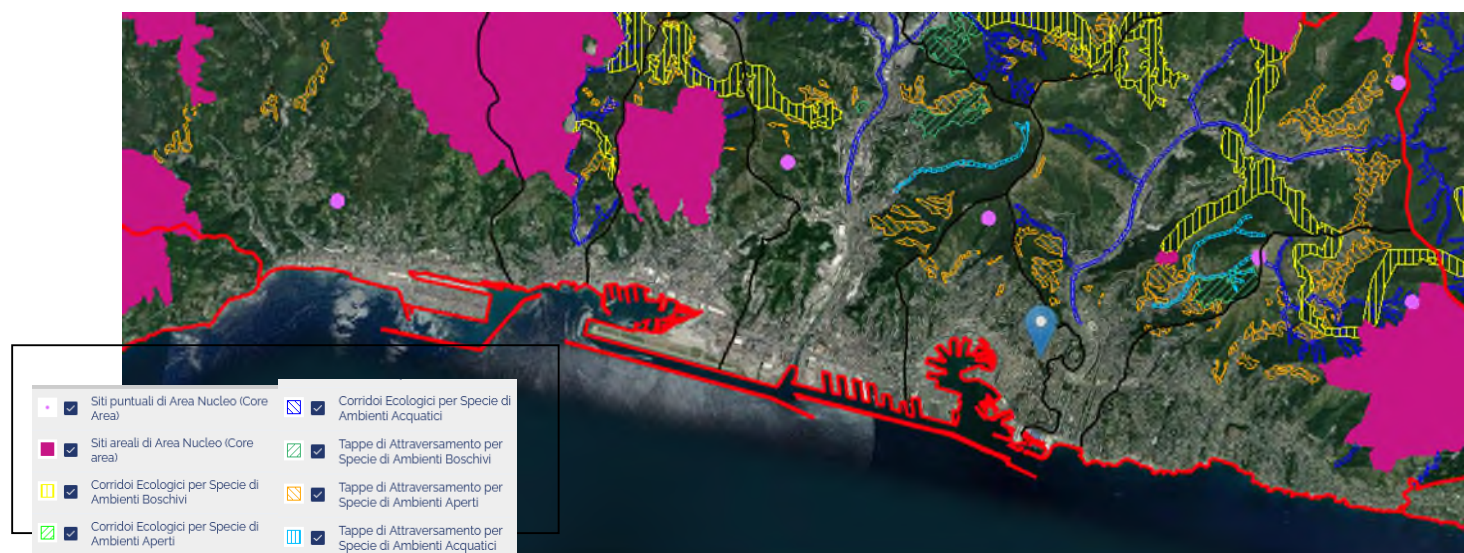 Siti puntuali di Area Nucleo (Core
Area)
Siti areali di Area Nucleo (Core
area)
Corridoi Ecologici per Specie di
Ambienti Boschivi
Corridoi Ecologici per Specie di
Ambienti Aperti
Corridoi Ecologici per Specie di
Ambienti Acquatici
Tappe di Attraversamento per
Specie di Ambienti Boschivi
Tappe di Attraversamento per
Specie di Ambienti Aperti
Tappe di Attraversamento per
Specie di Ambienti Acquatici